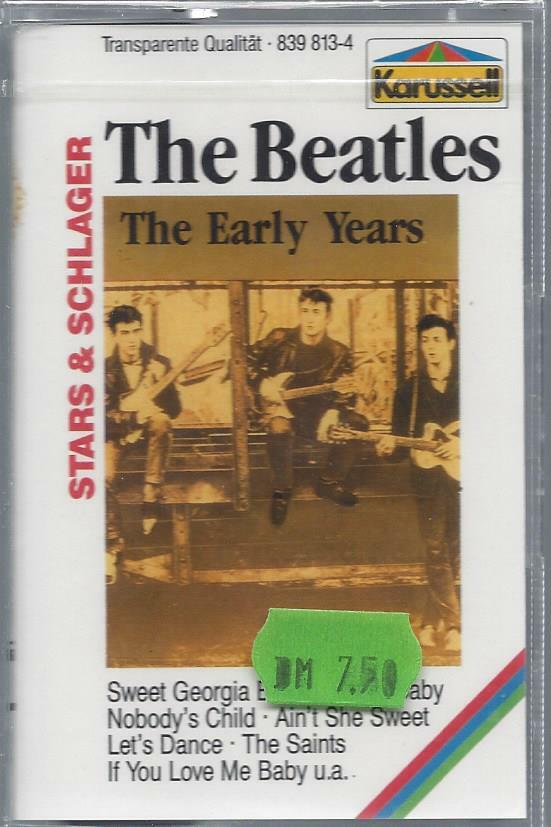 Transparente Qualität · 839 813-4
Karussell
The Beatles
The Early Years
STARS & SCHLAGER
DM 7.50
Sweet Georgia
Nobody's Child · Ain't She Sweet
Let's Dance · The Saints
If You Love Me Baby u.a.